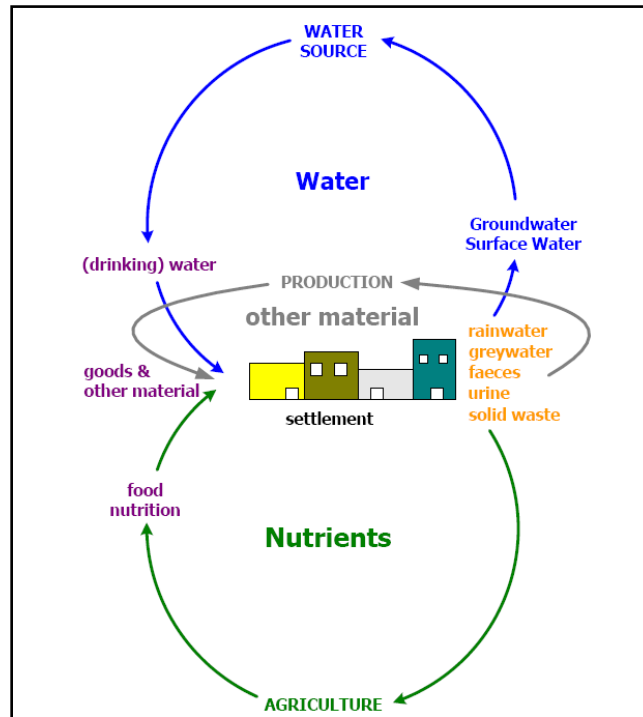 WATER
SOURCE
Water
Groundwater
Surface Water
(drinking) water
PRODUCTION
other material
rainwater
greywater
faeces
urine
solid waste
goods &
other material
settlement
food
nutrition
Nutrients
AGRICULTURE